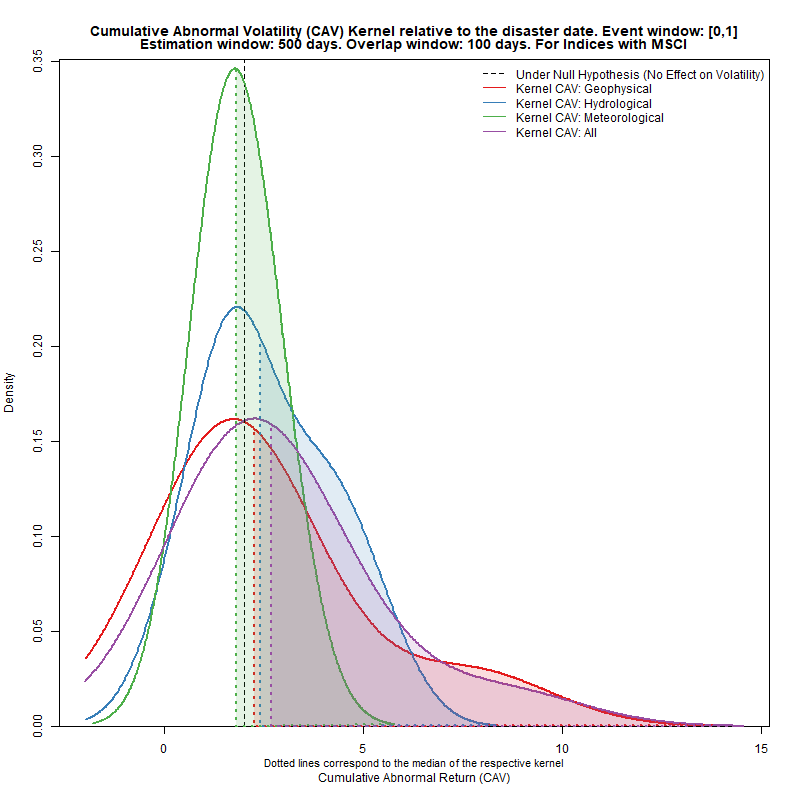 Cumulative Abnormal Volatility (CAV) Kernel relative to the disaster date. Event window: [0,1]
Estimation window: 500 days. Overlap window: 100 days. For Indices with MSCI
Under Null Hypothesis (No Effect on Volatility)
Kernel CAV: Geophysical
Kernel CAV: Hydrological
Kernel CAV: Meteorological
Kernel CAV: All
Density
0.35
0.30
0.25
0.20
0.15
0.10
0.05
0.00
0 5 10 15
Dotted lines correspond to the median of the respective kernel
Cumulative Abnormal Return (CAV)